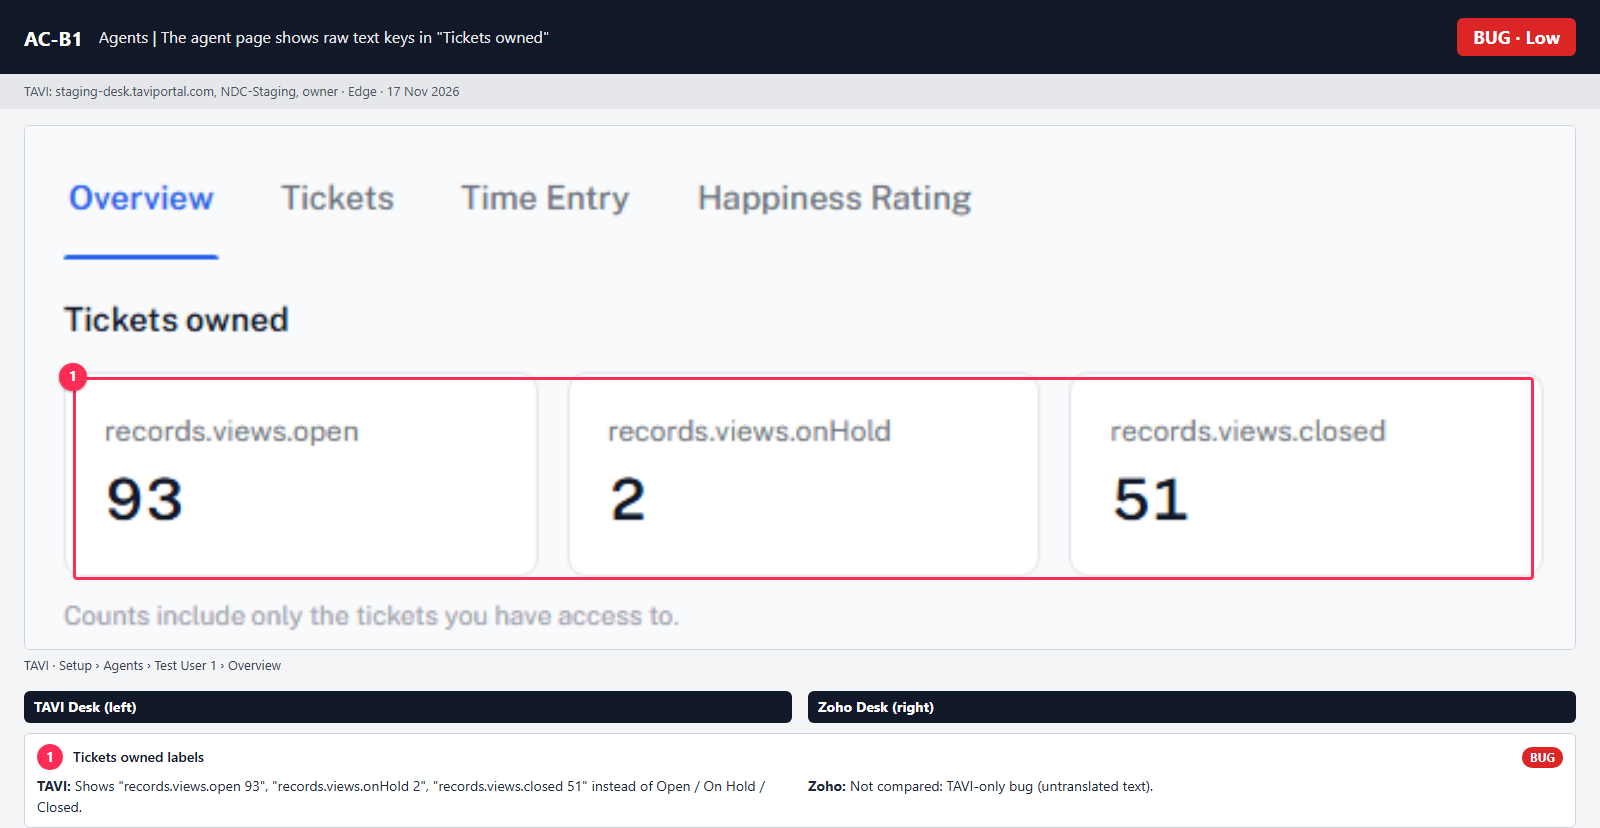 AC-B1 Agents | The agent page shows raw text keys in "Tickets owned" BUG · Low
TAVI: staging-desk.taviportal.com, NDC-Staging, owner · Edge · 17 Nov 2026
Overview Tickets Time Entry Happiness Rating
Tickets owned
1
records.views.open records.views.onHold records.views.closed
93 2 51
Counts include only the tickets you have access to.
TAVI · Setup › Agents › Test User 1 › Overview
TAVI Desk (left) Zoho Desk (right)
1 Tickets owned labels BUG
TAVI: Shows "records.views.open 93", "records.views.onHold 2", "records.views.closed 51" instead of Open / On Hold /
Closed.
Zoho: Not compared: TAVI-only bug (untranslated text).